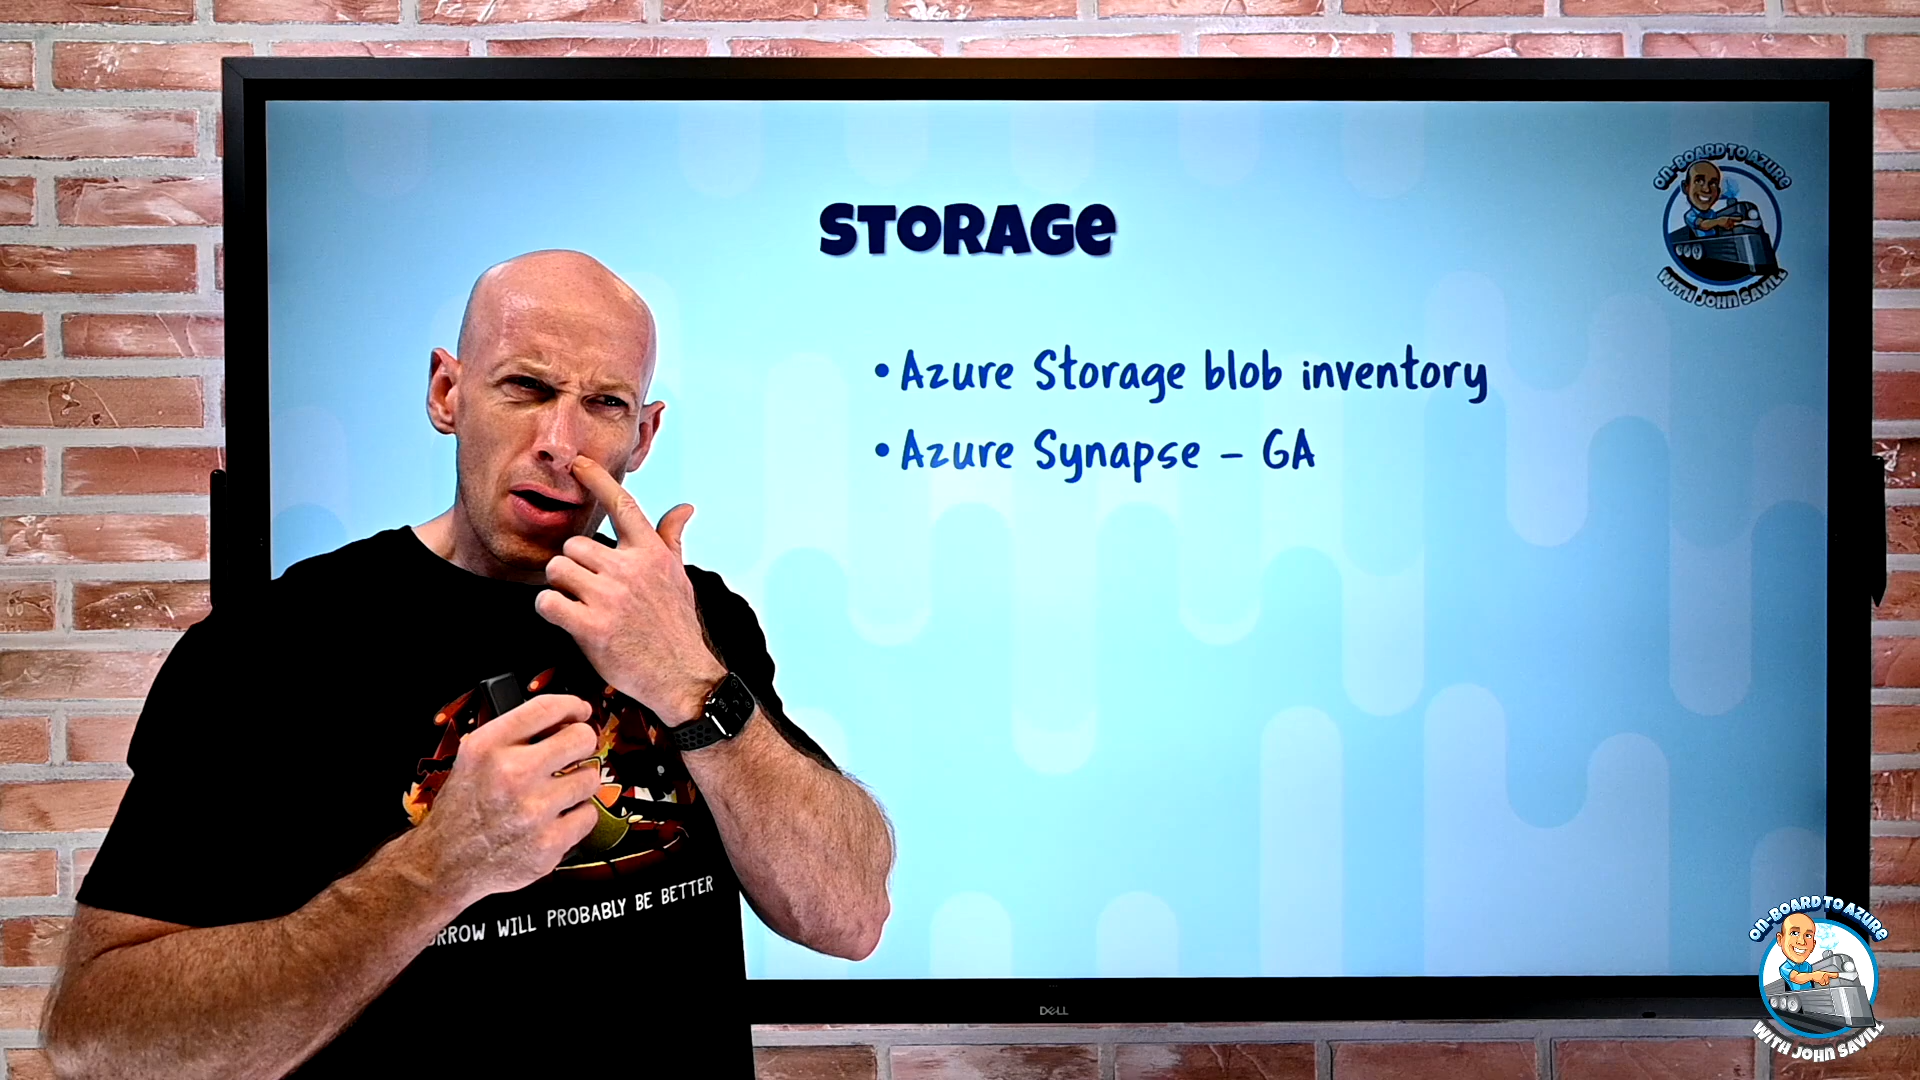 STORAGE
ON-BOARD TO AZURE
WITH JOHN SAVILL
• Azure Storage blob inventory
• Azure Synapse – GA
WILL PROBABLY BE BETTER
DELL
ON-BOARD TO AZURE
WITH JOHN SAVILL